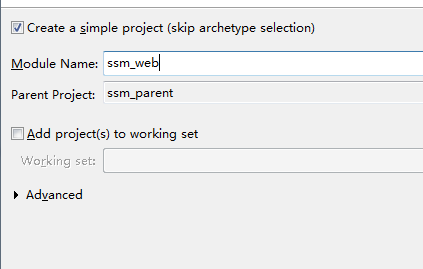 Create a simple project (skip archetype selection)
Module Name: ssm_web
Parent Project: ssm_parent
Add project(s) to working set
Working set:
Advanced